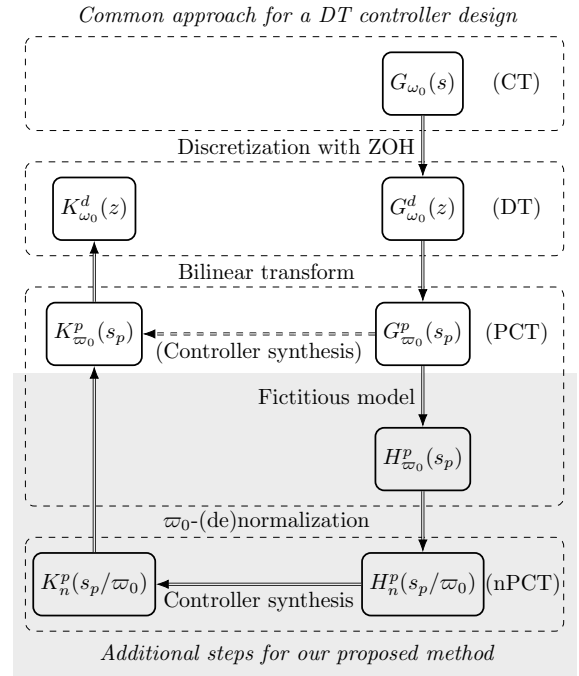 Common approach for a DT controller design
G_{ω_0}(s) (CT)
Discretization with ZOH
K^d_{ω_0}(z) G^d_{ω_0}(z) (DT)
Bilinear transform
K^p_{ϖ_0}(s_p) G^p_{ϖ_0}(s_p) (PCT)
(Controller synthesis)
Fictitious model
H^p_{ϖ_0}(s_p)
ϖ_0-(de)normalization
K^p_n(s_p/ϖ_0) H^p_n(s_p/ϖ_0) (nPCT)
Controller synthesis
Additional steps for our proposed method